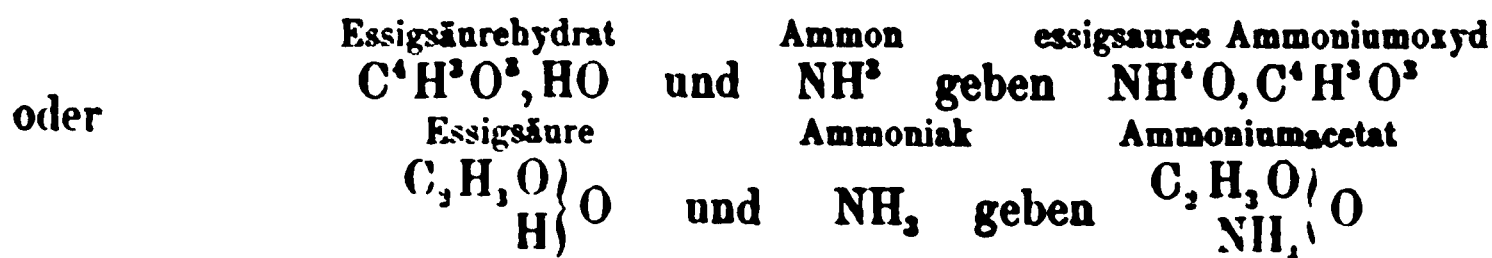 Essigsäurehydrat Ammon essigsaures Ammoniumoxyd
C⁴H³O³, HO und NH³ geben NH⁴O, C⁴H³O³
oder
Essigsäure Ammoniak Ammoniumacetat
C₂H₃O} O und NH₃ geben C₂H₃O} O
H NH₄